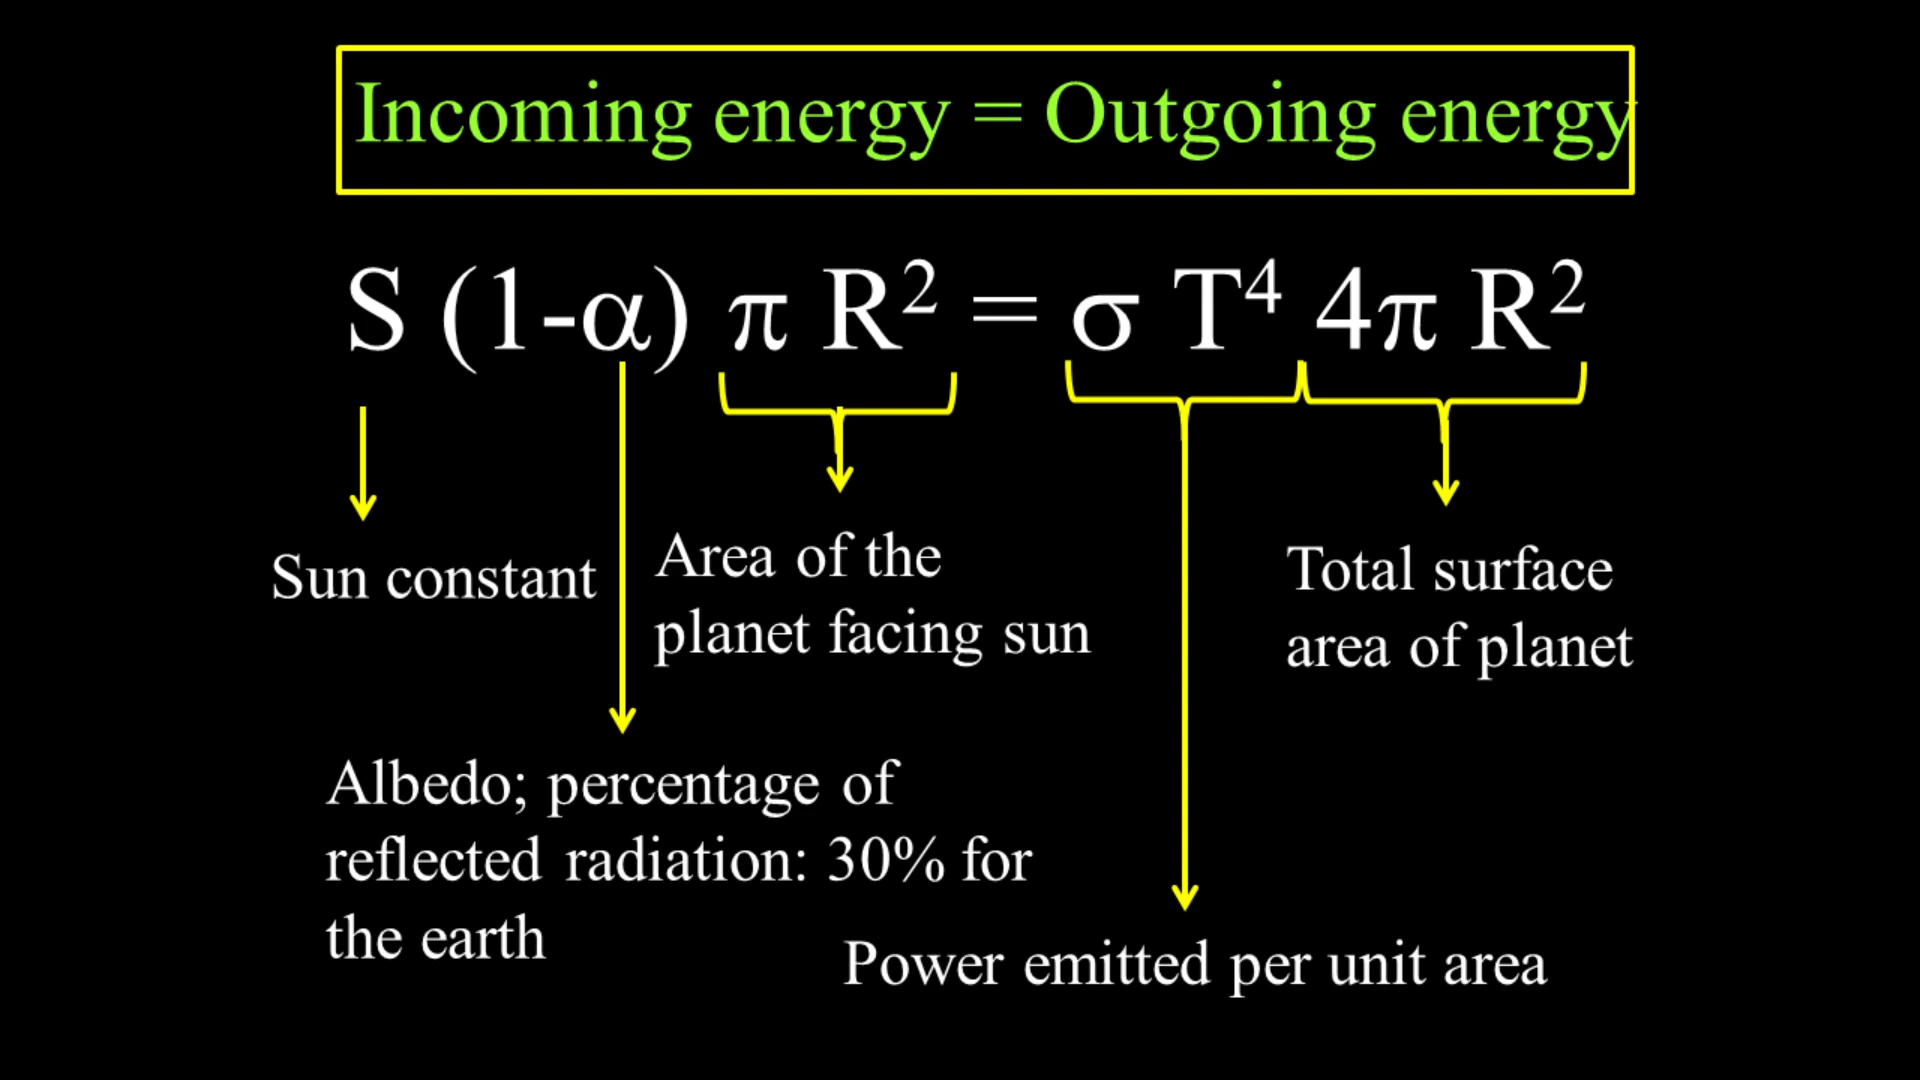 Incoming energy = Outgoing energy
S (1-α) π R² = σ T⁴ 4π R²
Sun constant
Area of the
planet facing sun
Total surface
area of planet
Albedo; percentage of
reflected radiation: 30% for
the earth
Power emitted per unit area